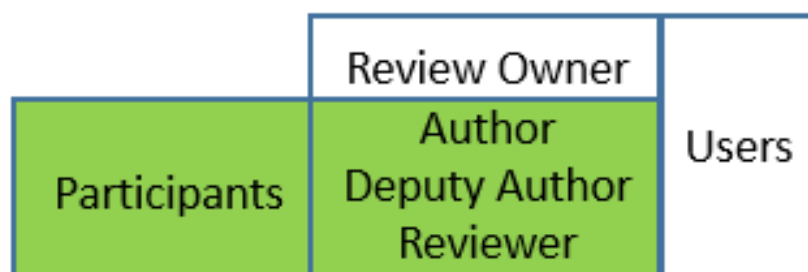 Review Owner
Author
Users
Deputy Author
Participants
Reviewer